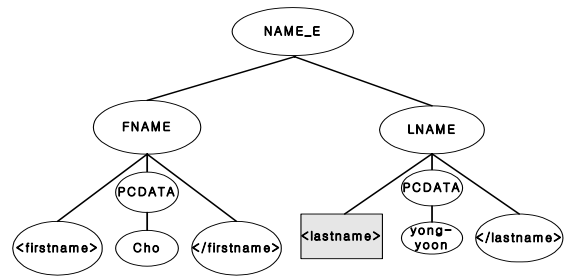 NAME_E
FNAME
LNAME
PCDATA
PCDATA
<firstname>
Cho
</firstname>
<lastname>
yong-
yoon
</lastname>